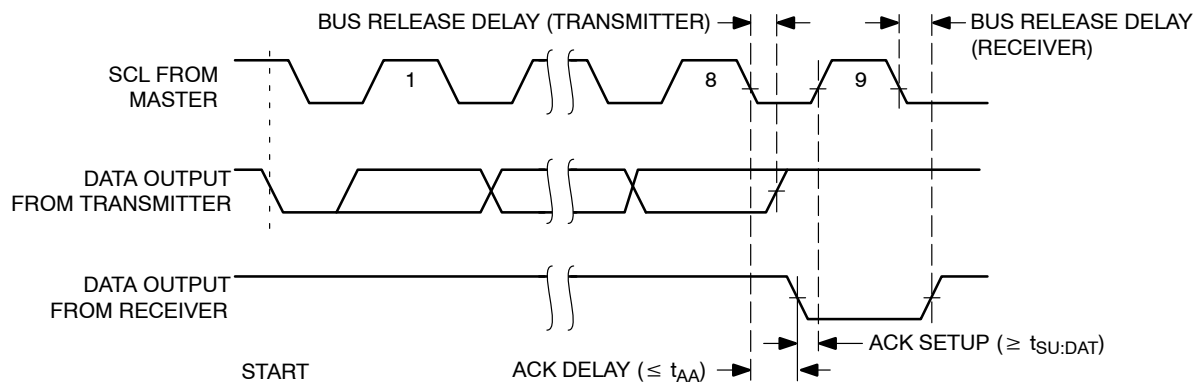 BUS RELEASE DELAY (TRANSMITTER)
BUS RELEASE DELAY
(RECEIVER)
SCL FROM
MASTER
1
8
9
DATA OUTPUT
FROM TRANSMITTER
DATA OUTPUT
FROM RECEIVER
START
ACK DELAY (≤ tAA)
ACK SETUP (≥ tSU:DAT)